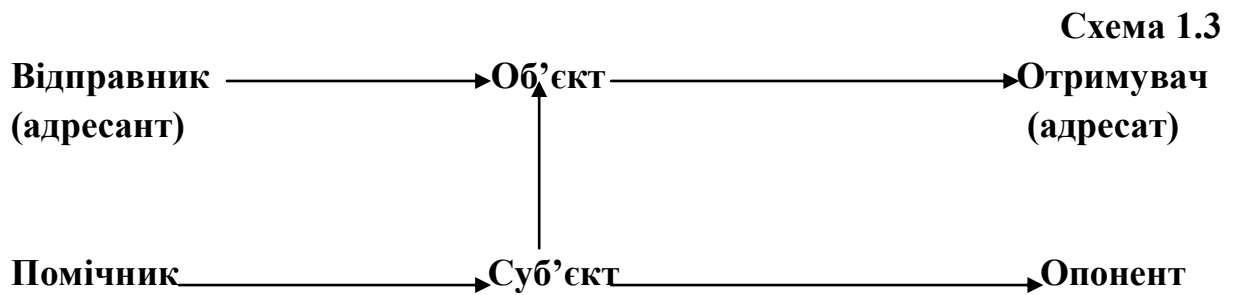 Схема 1.3
Відправник Об’єкт Отримувач
(адресант) (адресат)
Помічник Суб’єкт Опонент